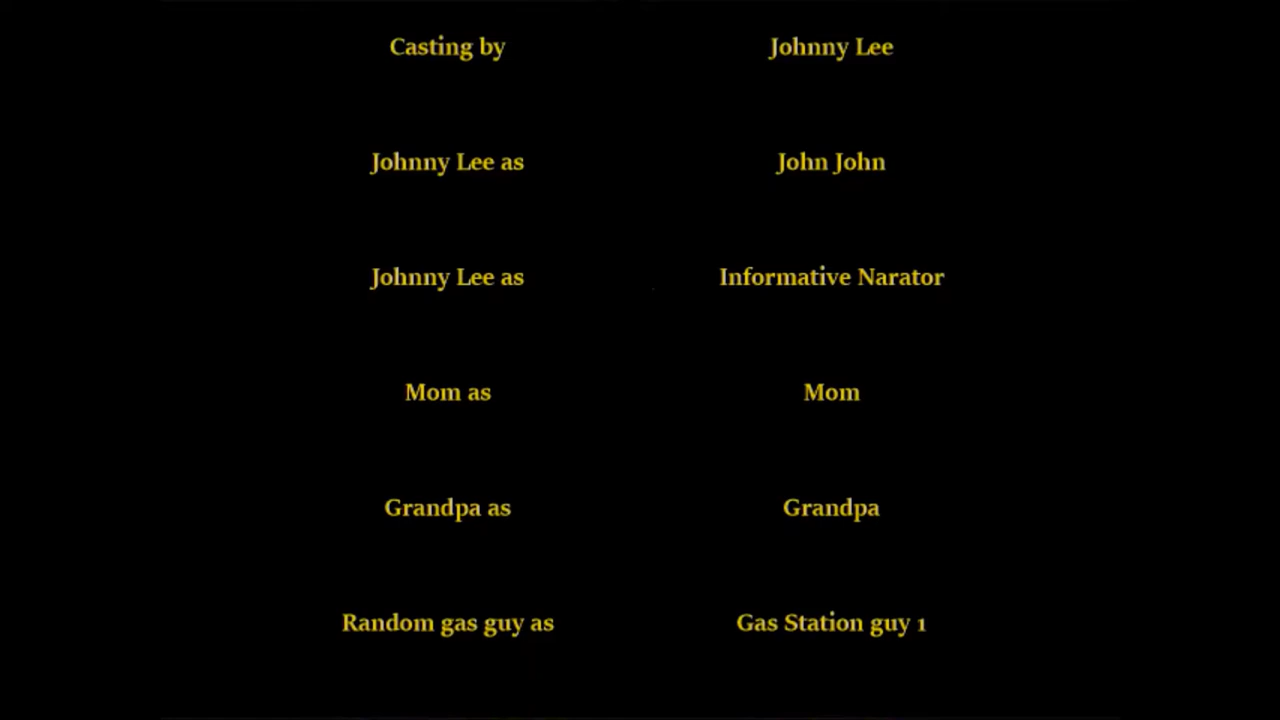 Casting by Johnny Lee
Johnny Lee as John John
Johnny Lee as Informative Narator
Mom as Mom
Grandpa as Grandpa
Random gas guy as Gas Station guy 1